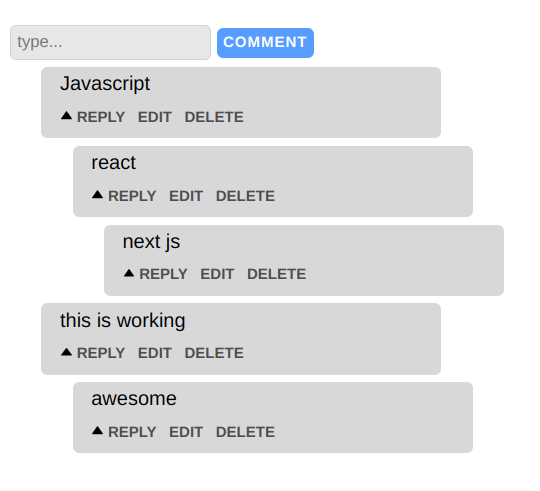 type... COMMENT
Javascript
REPLY EDIT DELETE
react
REPLY EDIT DELETE
next js
REPLY EDIT DELETE
this is working
REPLY EDIT DELETE
awesome
REPLY EDIT DELETE